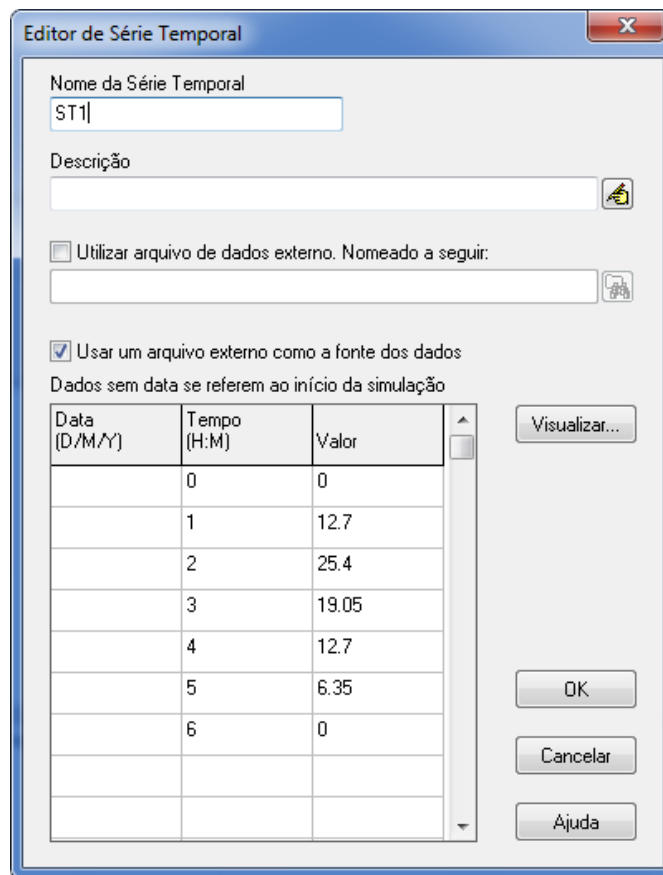 Editor de Série Temporal
Nome da Série Temporal
ST1
Descrição
Utilizar arquivo de dados externo. Nomeado a seguir:
Usar um arquivo externo como a fonte dos dados
Dados sem data se referem ao início da simulação
Data Tempo
(D/M/Y) (H:M) Valor
Visualizar...
0 0
1 12.7
2 25.4
3 19.05
4 12.7
5 6.35
OK
6 0
Cancelar
Ajuda